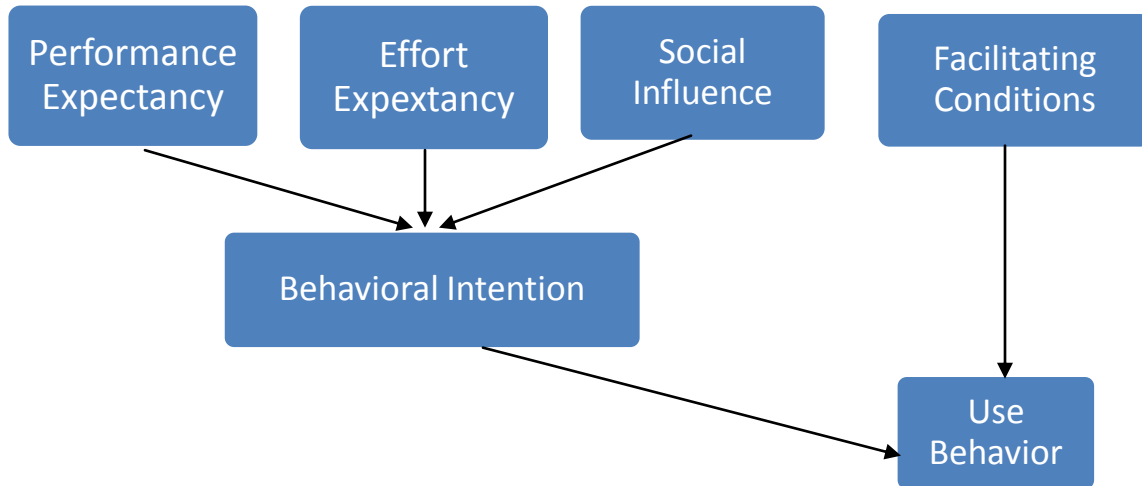 Performance
Expectancy
Effort
Expextancy
Social
Influence
Facilitating
Conditions
Behavioral Intention
Use
Behavior